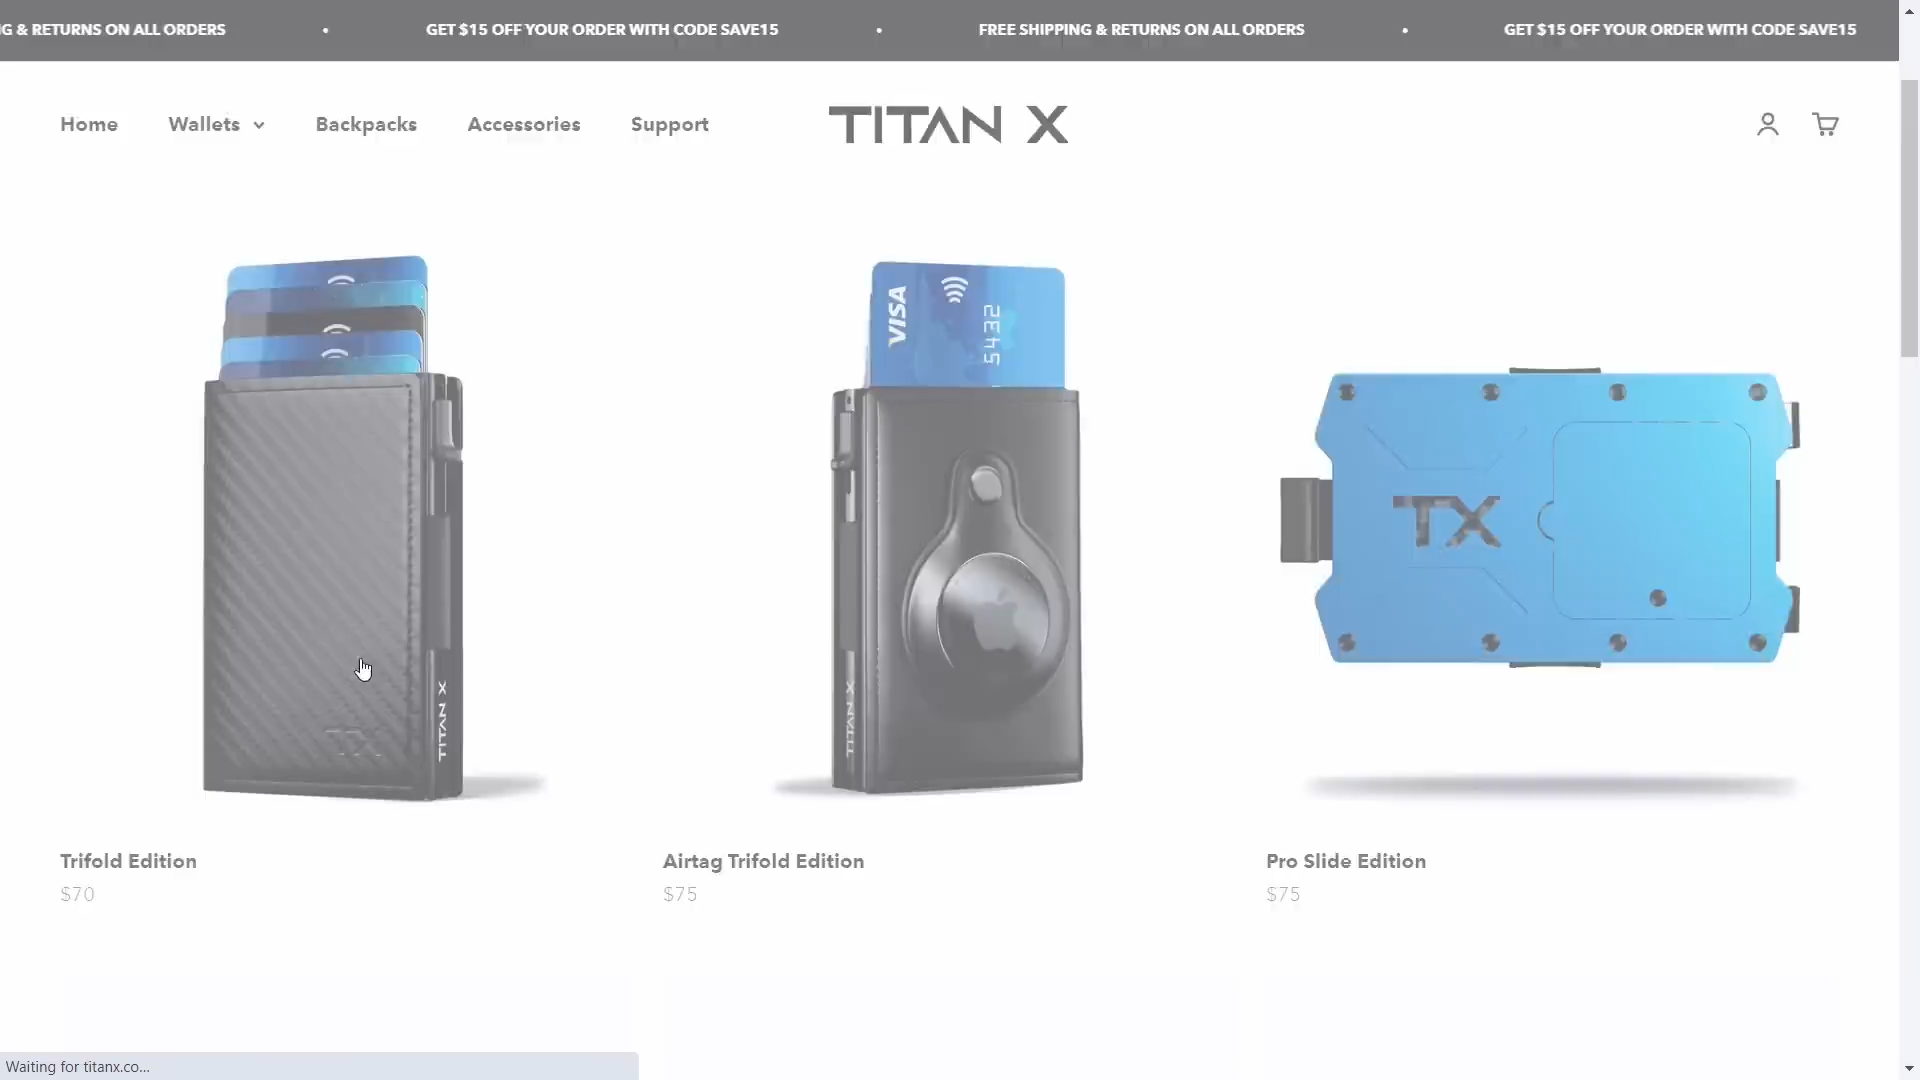 G & RETURNS ON ALL ORDERS • GET $15 OFF YOUR ORDER WITH CODE SAVE15 • FREE SHIPPING & RETURNS ON ALL ORDERS • GET $15 OFF YOUR ORDER WITH CODE SAVE15
Home Wallets Backpacks Accessories Support TITAN X
VISA
5432
TX
TX
TITAN X
TITAN X
Trifold Edition Airtag Trifold Edition Pro Slide Edition
$70 $75 $75
Waiting for titanx.co...